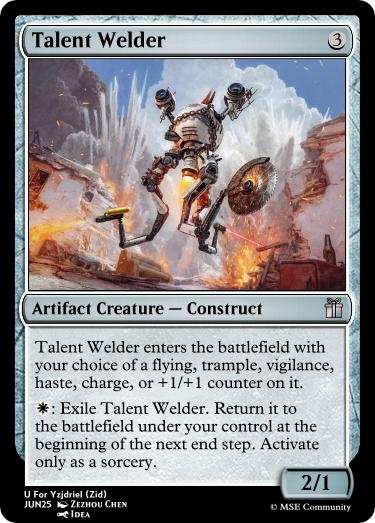 Talent Welder 3
Artifact Creature — Construct
Talent Welder enters the battlefield with
your choice of a flying, trample, vigilance,
haste, charge, or +1/+1 counter on it.
: Exile Talent Welder. Return it to
the battlefield under your control at the
beginning of the next end step. Activate
only as a sorcery.
2/1
U For Yzjdriel (Zid)
JUN25 Zezhou Chen
Idea
© MSE Community